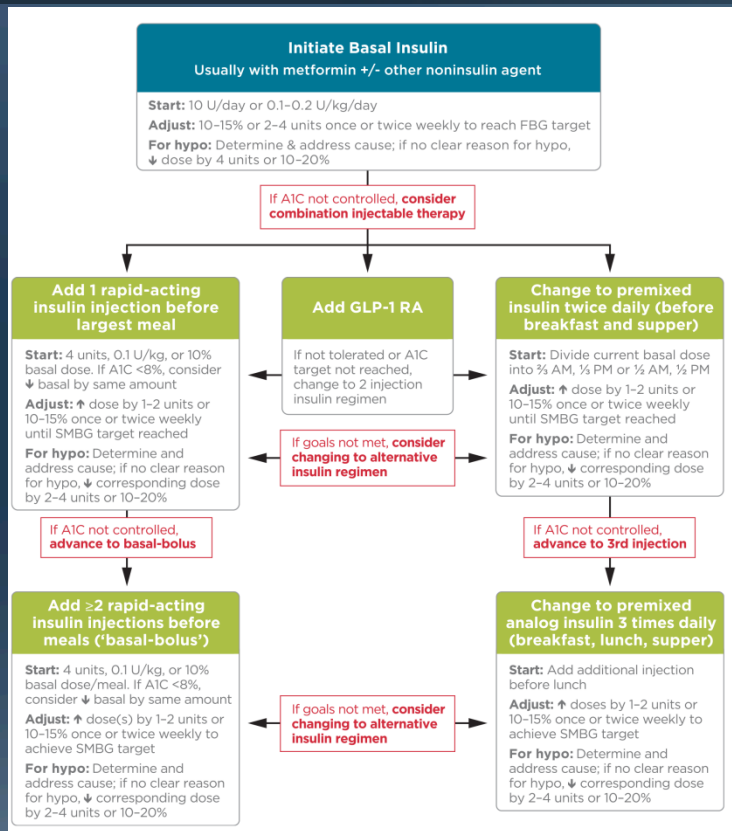 Initiate Basal Insulin
Usually with metformin +/- other noninsulin agent
Start: 10 U/day or 0.1–0.2 U/kg/day
Adjust: 10–15% or 2–4 units once or twice weekly to reach FBG target
For hypo: Determine & address cause; if no clear reason for hypo,
↓ dose by 4 units or 10–20%
If A1C not controlled, consider
combination injectable therapy
Add 1 rapid-acting
insulin injection before
largest meal
Start: 4 units, 0.1 U/kg, or 10%
basal dose. If A1C <8%, consider
↓ basal by same amount
Adjust: ↑ dose by 1–2 units or
10–15% once or twice weekly
until SMBG target reached
For hypo: Determine and
address cause; if no clear reason
for hypo, ↓ corresponding dose
by 2–4 units or 10–20%
Add GLP-1 RA
If not tolerated or A1C
target not reached,
change to 2 injection
insulin regimen
Change to premixed
insulin twice daily (before
breakfast and supper)
Start: Divide current basal dose
into ⅔ AM, ⅓ PM or ½ AM, ½ PM
Adjust: ↑ dose by 1–2 units or
10–15% once or twice weekly
until SMBG target reached
For hypo: Determine and
address cause; if no clear reason
for hypo, ↓ corresponding dose
by 2–4 units or 10–20%
If goals not met, consider
changing to alternative
insulin regimen
If A1C not controlled,
advance to basal-bolus
If A1C not controlled,
advance to 3rd injection
Add ≥2 rapid-acting
insulin injections before
meals (‘basal-bolus’)
Start: 4 units, 0.1 U/kg, or 10%
basal dose/meal. If A1C <8%,
consider ↓ basal by same amount
Adjust: ↑ dose(s) by 1–2 units or
10–15% once or twice weekly to
achieve SMBG target
For hypo: Determine and
address cause; if no clear reason
for hypo, ↓ corresponding dose
by 2–4 units or 10–20%
If goals not met, consider
changing to alternative
insulin regimen
Change to premixed
analog insulin 3 times daily
(breakfast, lunch, supper)
Start: Add additional injection
before lunch
Adjust: ↑ doses by 1–2 units or
10–15% once or twice weekly to
achieve SMBG target
For hypo: Determine and
address cause; if no clear reason
for hypo, ↓ corresponding dose
by 2–4 units or 10–20%